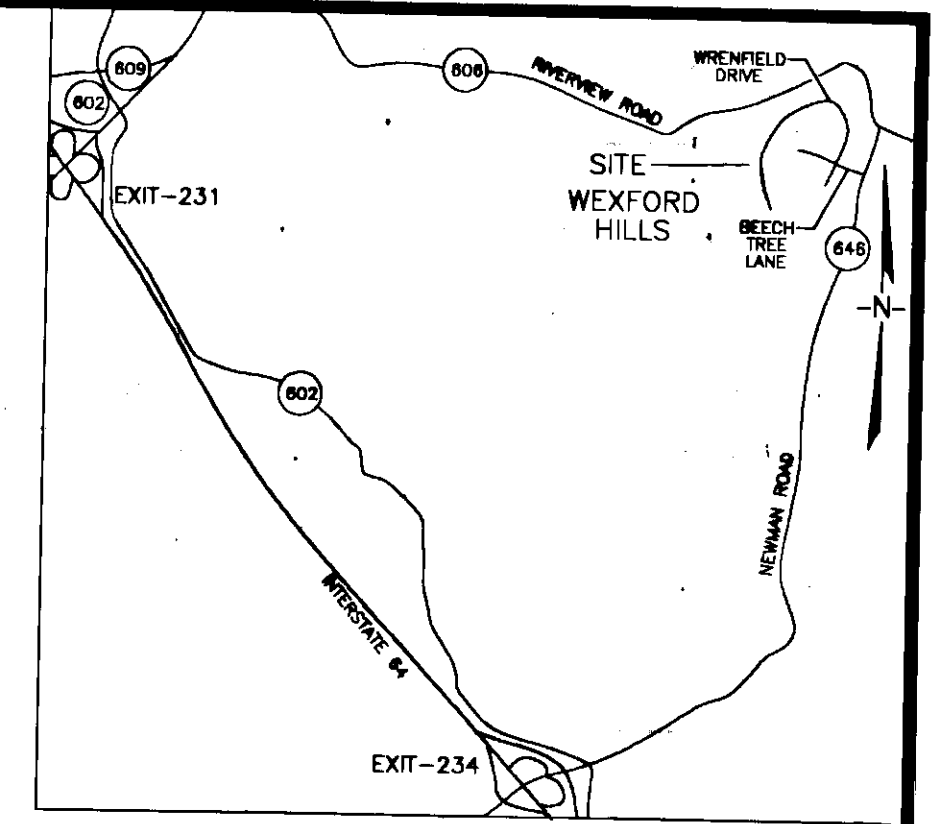 609
602
606
RIVERVIEW ROAD
WRENFIELD
DRIVE
EXIT-231
SITE
WEXFORD
HILLS
BEECH
TREE
LANE
646
-N-
602
NEWMAN ROAD
INTERSTATE 64
EXIT-234